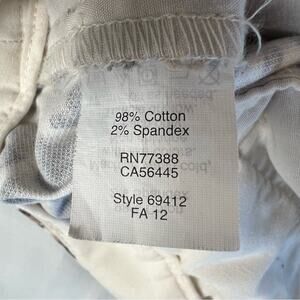 98% Cotton
2% Spandex
RN77388
CA56445
Style 69412
FA 12